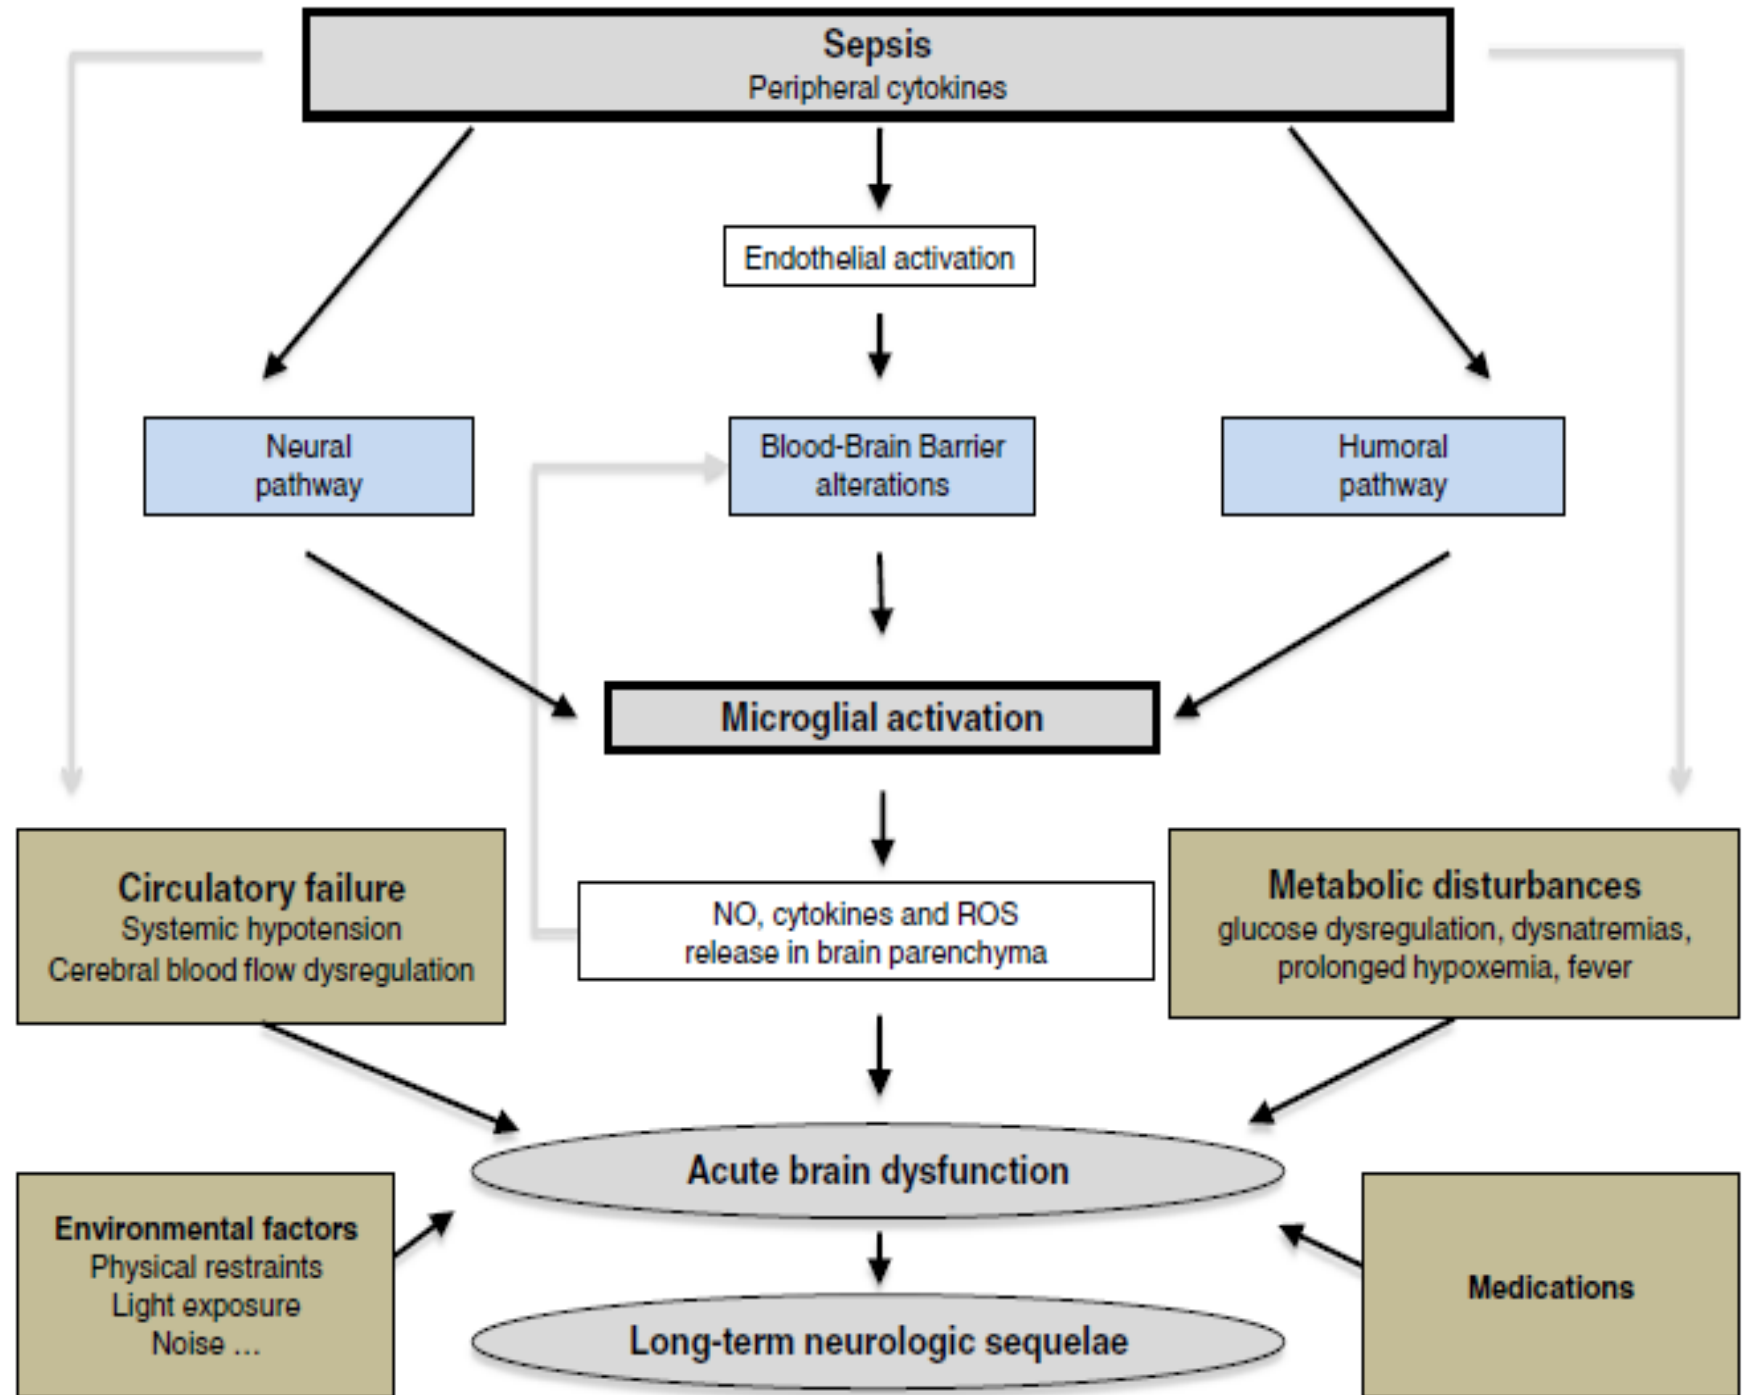 Sepsis
Peripheral cytokines
Endothelial activation
Neural
pathway
Blood-Brain Barrier
alterations
Humoral
pathway
Microglial activation
Circulatory failure
Systemic hypotension
Cerebral blood flow dysregulation
NO, cytokines and ROS
release in brain parenchyma
Metabolic disturbances
glucose dysregulation, dysnatremias,
prolonged hypoxemia, fever
Acute brain dysfunction
Environmental factors
Physical restraints
Light exposure
Noise ...
Medications
Long-term neurologic sequelae